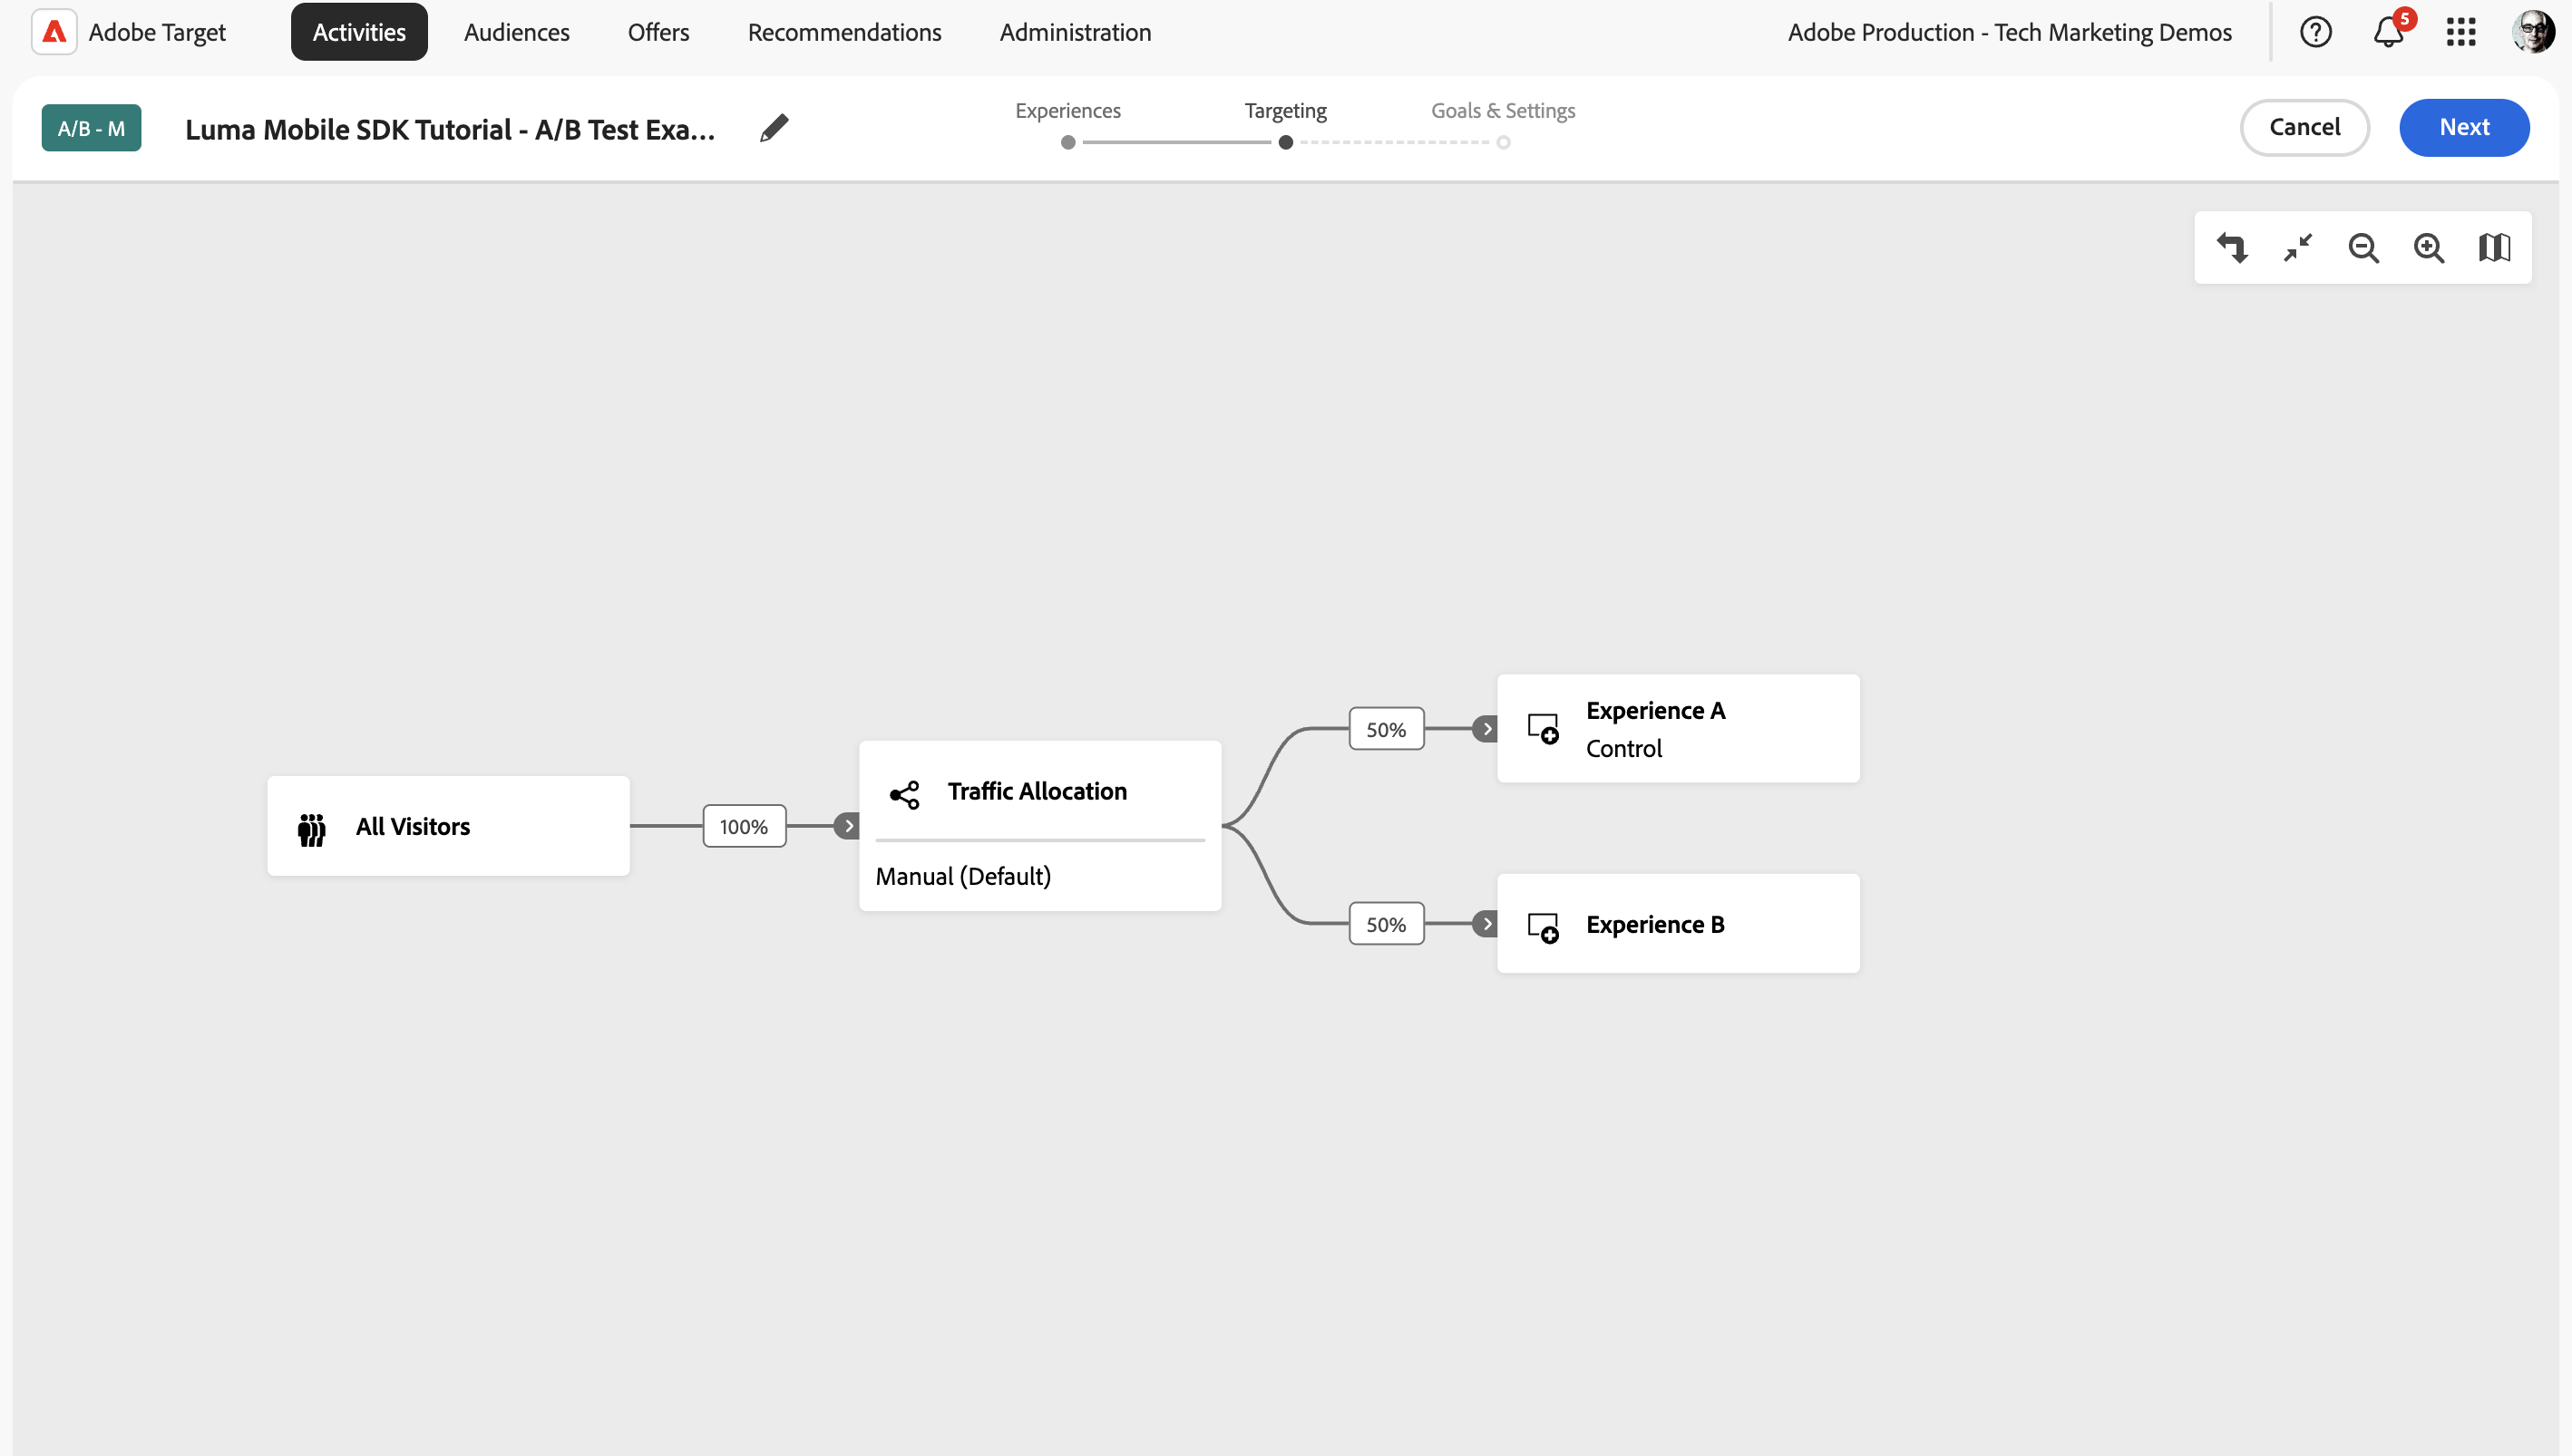 Adobe Target
Activities
Audiences
Offers
Recommendations
Administration
Adobe Production - Tech Marketing Demos
5
A/B - M
Luma Mobile SDK Tutorial - A/B Test Exa...
Experiences
Targeting
Goals & Settings
Cancel
Next
All Visitors
100%
Traffic Allocation
Manual (Default)
50%
Experience A
Control
50%
Experience B